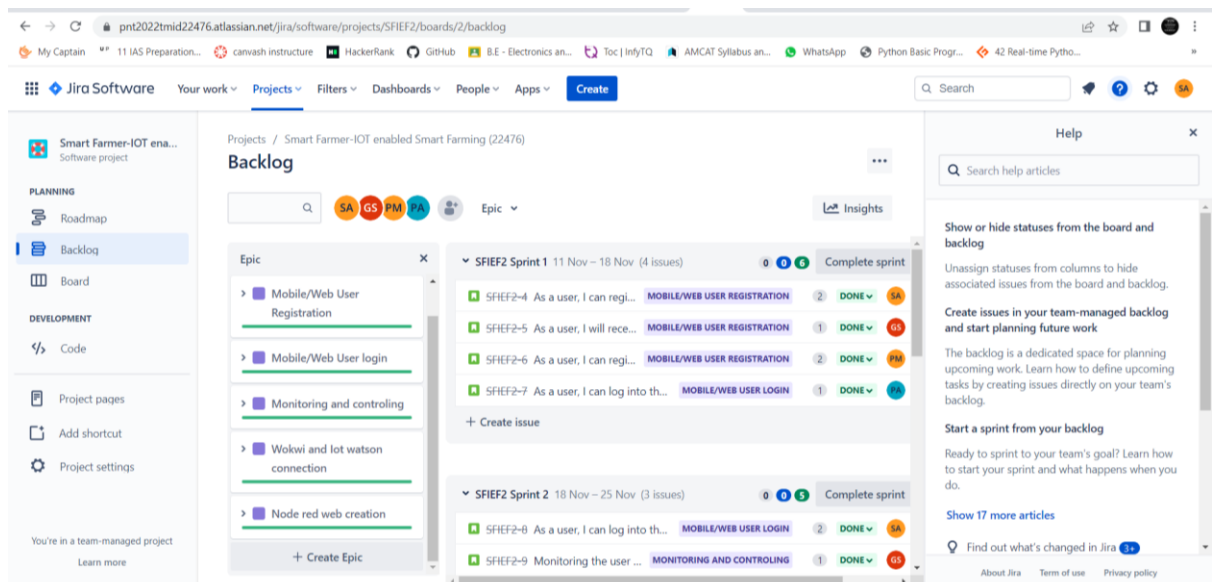 pnt2022tmid22476.atlassian.net/jira/software/projects/SFIEF2/boards/2/backlog
My Captain
11 IAS Preparation...
canvash instructure
HackerRank
GitHub
B.E - Electronics an...
Toc | InfyTQ
AMCAT Syllabus an...
WhatsApp
Python Basic Progr...
42 Real-time Pytho...
»
Jira Software
Your work
Projects
Filters
Dashboards
People
Apps
Create
Search
SA
Smart Farmer-IOT ena...
Software project
PLANNING
Roadmap
Backlog
Board
DEVELOPMENT
Code
Project pages
Add shortcut
Project settings
You're in a team-managed project
Learn more
Projects / Smart Farmer-IOT enabled Smart Farming (22476)
Backlog
SA GS PM PA
Epic
Insights
Epic
Mobile/Web User
Registration
Mobile/Web User login
Monitoring and controling
Wokwi and Iot watson
connection
Node red web creation
+ Create Epic
SFIEF2 Sprint 1 11 Nov – 18 Nov (4 issues) 0 0 6 Complete sprint
SFIEF2-4 As a user, I can regi... MOBILE/WEB USER REGISTRATION 2 DONE SA
SFIEF2-5 As a user, I will rece... MOBILE/WEB USER REGISTRATION 1 DONE GS
SFIEF2-6 As a user, I can regi... MOBILE/WEB USER REGISTRATION 2 DONE PM
SFIEF2-7 As a user, I can log into th... MOBILE/WEB USER LOGIN 1 DONE PA
+ Create issue
SFIEF2 Sprint 2 18 Nov – 25 Nov (3 issues) 0 0 5 Complete sprint
SFIEF2-8 As a user, I can log into th... MOBILE/WEB USER LOGIN 2 DONE SA
SFIEF2-9 Monitoring the user ... MONITORING AND CONTROLING 1 DONE GS
Help
Search help articles
Show or hide statuses from the board and
backlog
Unassign statuses from columns to hide
associated issues from the board and backlog.
Create issues in your team-managed backlog
and start planning future work
The backlog is a dedicated space for planning
upcoming work. Learn how to define upcoming
tasks by creating issues directly on your team's
backlog.
Start a sprint from your backlog
Ready to sprint to your team's goal? Learn how
to start your sprint and what happens when you
do.
Show 17 more articles
Find out what's changed in Jira 3+
About Jira
Term of use
Privacy policy